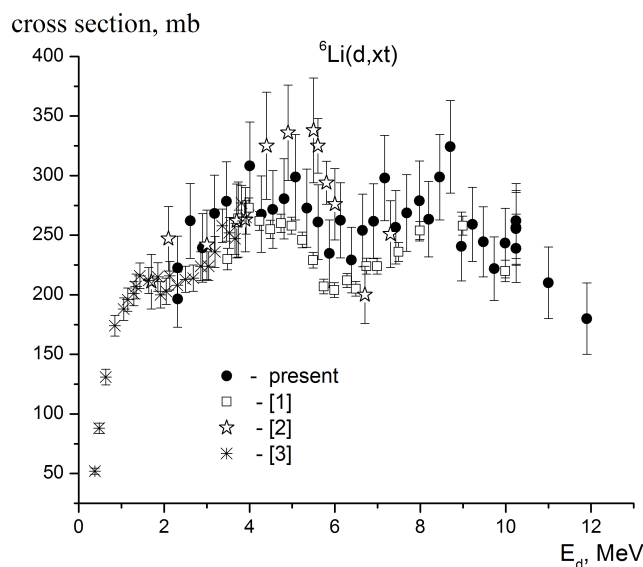 cross section, mb
⁶Li(d,xt)
400
350
300
250
200
150
100
50
- present
- [1]
- [2]
- [3]
0 2 4 6 8 10 12
E_d, MeV